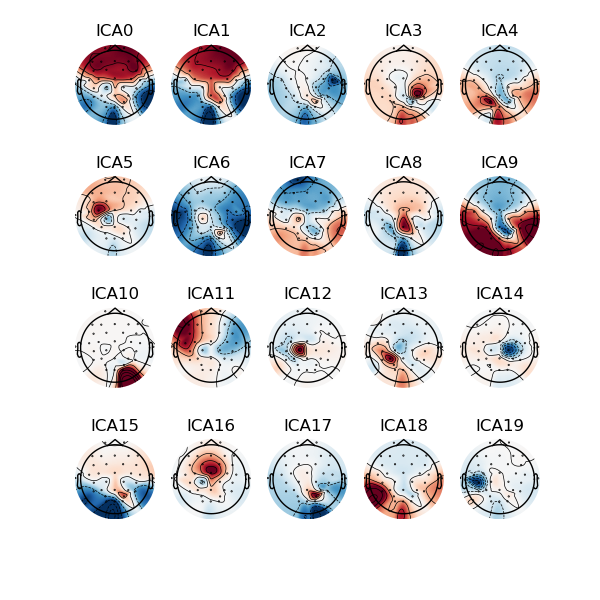 ICA0 ICA1 ICA2 ICA3 ICA4
ICA5 ICA6 ICA7 ICA8 ICA9
ICA10 ICA11 ICA12 ICA13 ICA14
ICA15 ICA16 ICA17 ICA18 ICA19